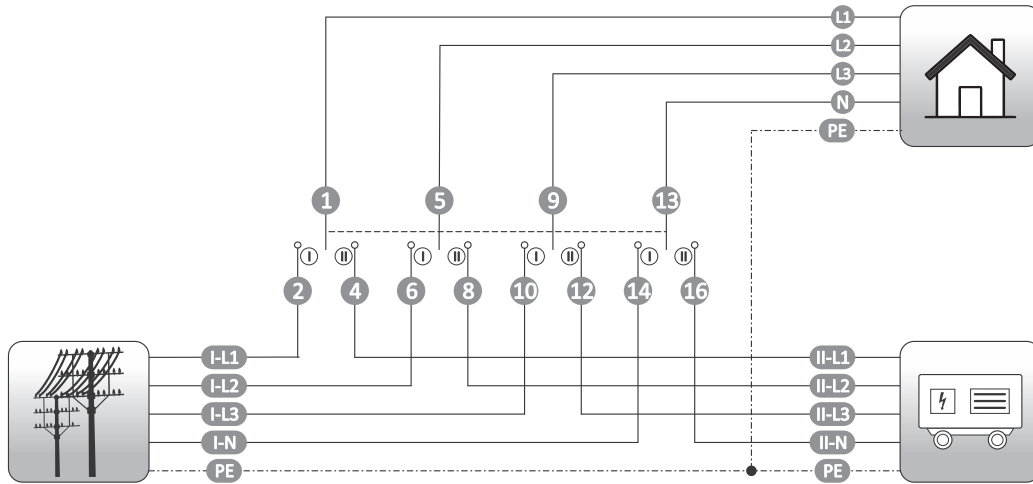 L1
L2
L3
N
PE
1 5 9 13
I II I II I II I II
2 4 6 8 10 12 14 16
I-L1 II-L1
I-L2 II-L2
I-L3 II-L3
I-N II-N
PE PE